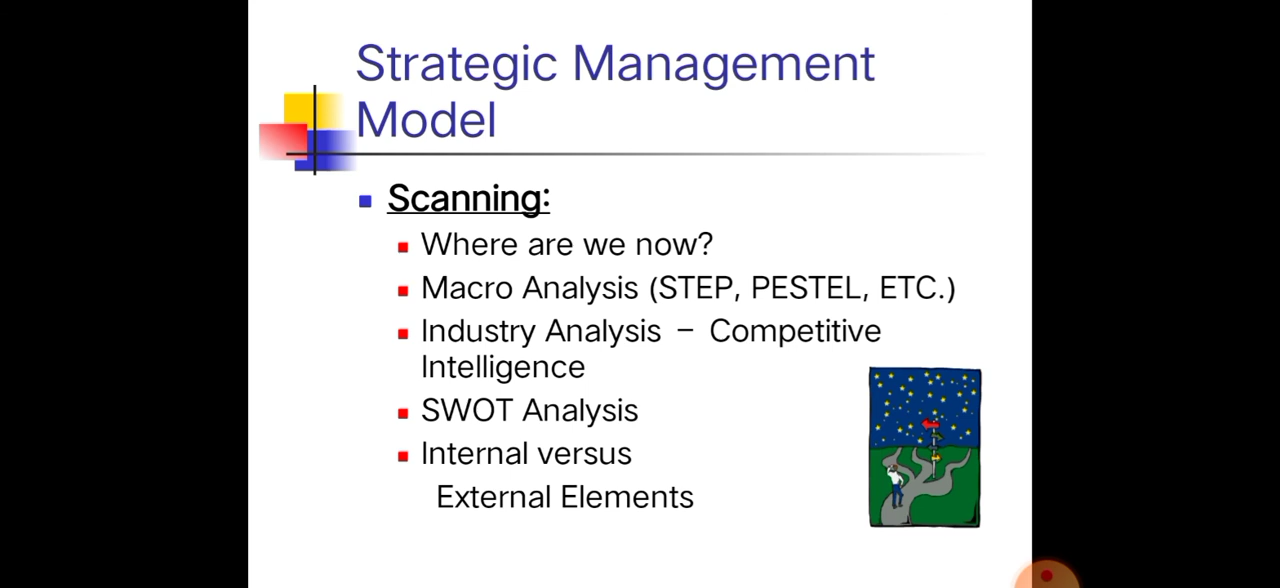 Strategic Management
Model
Scanning:
Where are we now?
Macro Analysis (STEP, PESTEL, ETC.)
Industry Analysis – Competitive
Intelligence
SWOT Analysis
Internal versus
External Elements